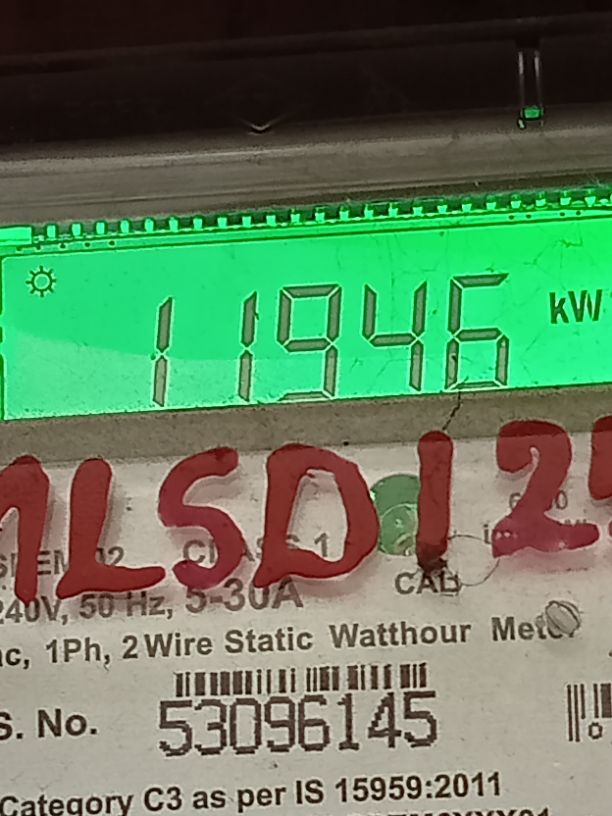 11946 kW
MLSD12
CLASS 1
240V, 50 Hz, 5-30A
CAL
ac, 1Ph, 2 Wire Static Watthour Meter
S. No.
53096145
Category C3 as per IS 15959:2011